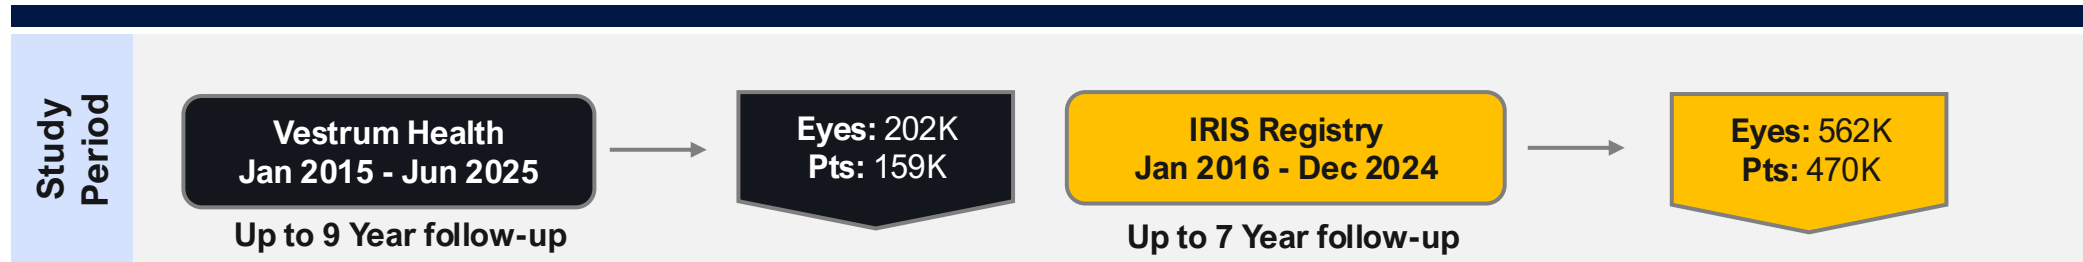 Study
Period
Vestrum Health
Jan 2015 - Jun 2025
Up to 9 Year follow-up
Eyes: 202K
Pts: 159K
IRIS Registry
Jan 2016 - Dec 2024
Up to 7 Year follow-up
Eyes: 562K
Pts: 470K